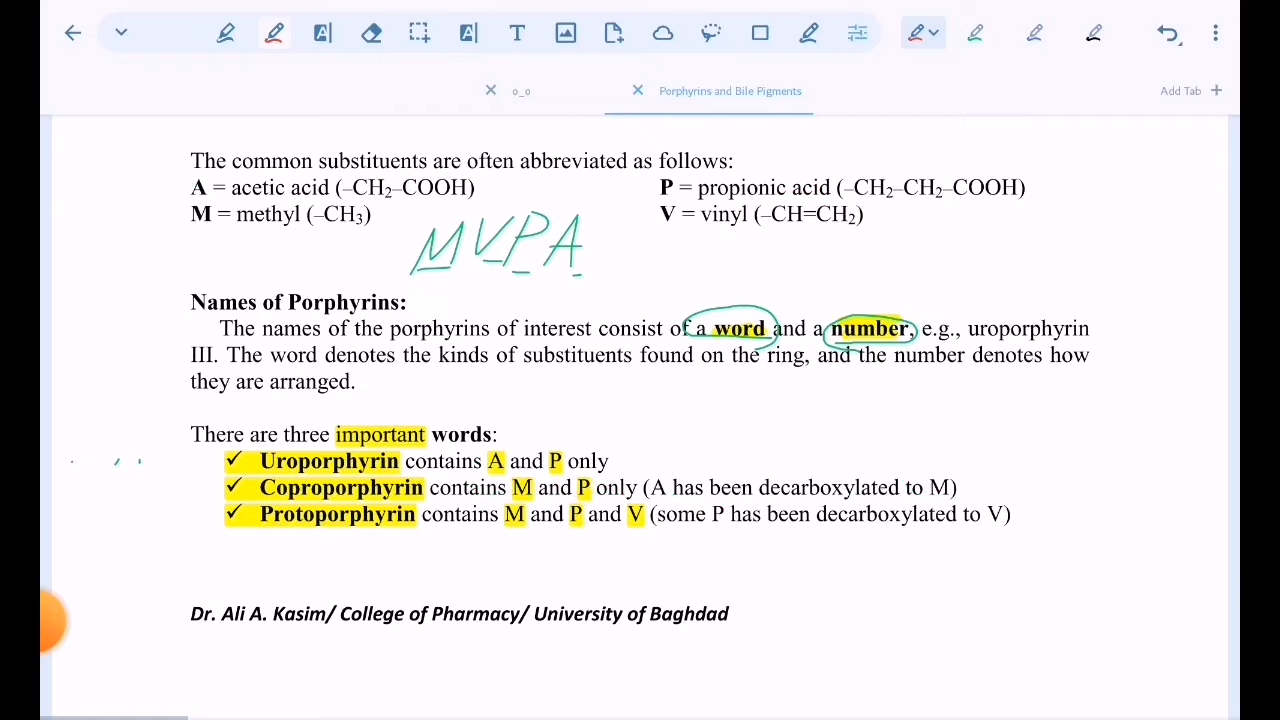 o_o
Porphyrins and Bile Pigments
Add Tab
The common substituents are often abbreviated as follows:
A = acetic acid (–CH₂–COOH) P = propionic acid (–CH₂–CH₂–COOH)
M = methyl (–CH₃) V = vinyl (–CH=CH₂)
MVPA
Names of Porphyrins:
The names of the porphyrins of interest consist of a word and a number, e.g., uroporphyrin
III. The word denotes the kinds of substituents found on the ring, and the number denotes how
they are arranged.
There are three important words:
✓ Uroporphyrin contains A and P only
✓ Coproporphyrin contains M and P only (A has been decarboxylated to M)
✓ Protoporphyrin contains M and P and V (some P has been decarboxylated to V)
Dr. Ali A. Kasim/ College of Pharmacy/ University of Baghdad